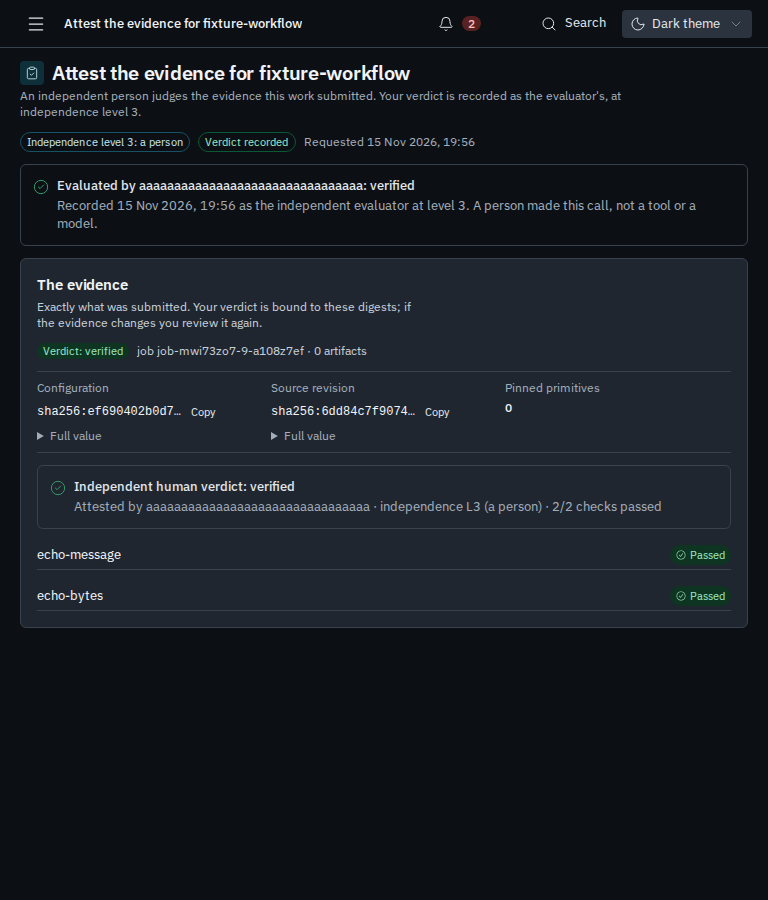 Attest the evidence for fixture-workflow
2
Search
Dark theme
Attest the evidence for fixture-workflow
An independent person judges the evidence this work submitted. Your verdict is recorded as the evaluator's, at
independence level 3.
Independence level 3: a person
Verdict recorded
Requested 15 Nov 2026, 19:56
Evaluated by aaaaaaaaaaaaaaaaaaaaaaaaaaaaaaaa: verified
Recorded 15 Nov 2026, 19:56 as the independent evaluator at level 3. A person made this call, not a tool or a
model.
The evidence
Exactly what was submitted. Your verdict is bound to these digests; if
the evidence changes you review it again.
Verdict: verified
job job-mwi73zo7-9-a108z7ef · 0 artifacts
Configuration
Source revision
Pinned primitives
sha256:ef690402b0d7… Copy
sha256:6dd84c7f9074… Copy
0
Full value
Full value
Independent human verdict: verified
Attested by aaaaaaaaaaaaaaaaaaaaaaaaaaaaaaaa · independence L3 (a person) · 2/2 checks passed
echo-message
Passed
echo-bytes
Passed